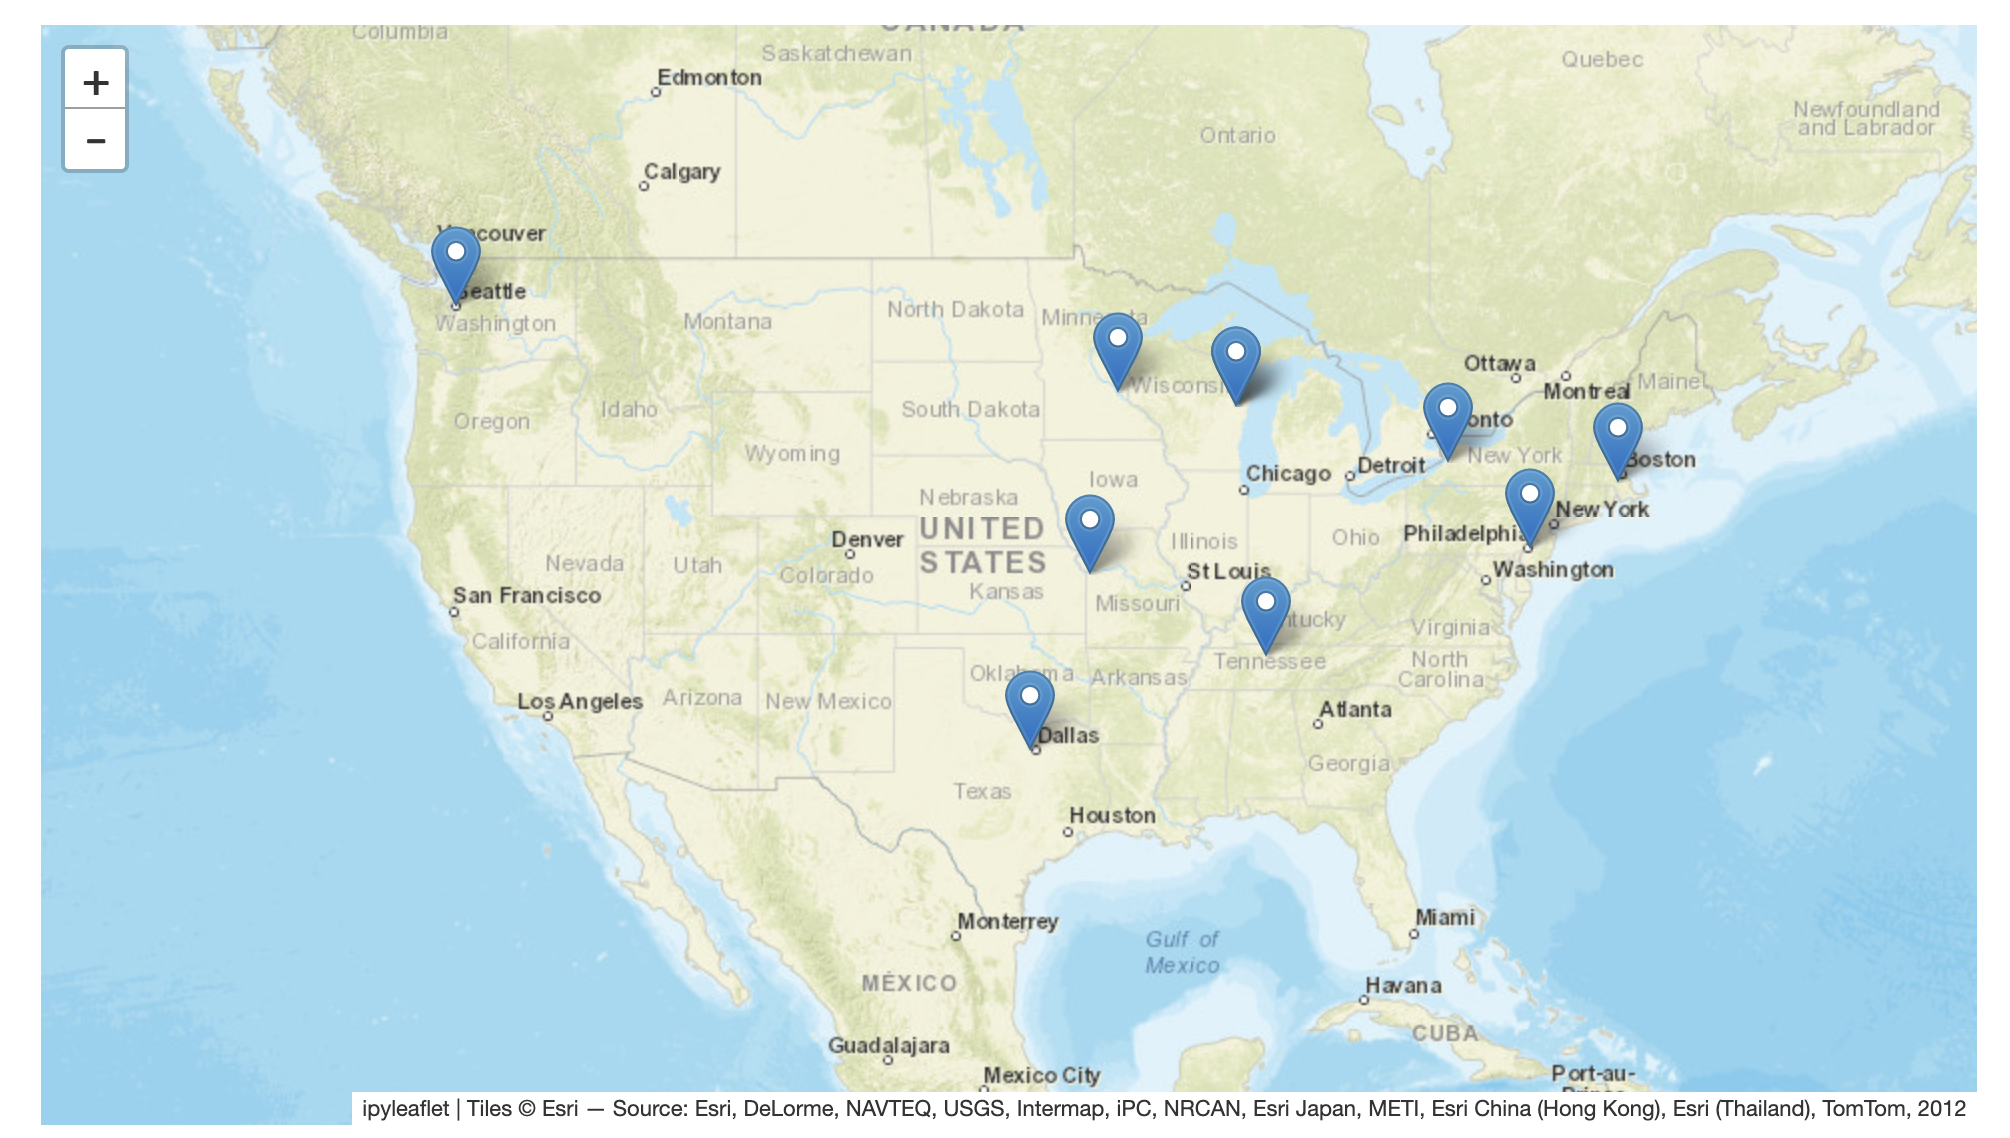 CANADA
Columbia
Saskatchewan
Quebec
Edmonton
Newfoundland
and Labrador
Ontario
Calgary
Seattle
Washington
Montana
North Dakota
Ottawa
Montreal
Maine
Oregon
Idaho
South Dakota
Wyoming
New York
Boston
Iowa
Chicago
Detroit
Nebraska
New York
UNITED
STATES
Denver
Illinois
Ohio
Philadelphia
Nevada
Utah
Colorado
St Louis
Washington
San Francisco
Kansas
Missouri
California
Virginia
Tennessee
North
Carolina
Oklahoma
Arkansas
Los Angeles
Arizona
New Mexico
Atlanta
Dallas
Georgia
Texas
Houston
Monterrey
Miami
Gulf of
Mexico
MÉXICO
Havana
CUBA
Guadalajara
Mexico City
Port-au-
+
−
ipyleaflet | Tiles © Esri — Source: Esri, DeLorme, NAVTEQ, USGS, Intermap, iPC, NRCAN, Esri Japan, METI, Esri China (Hong Kong), Esri (Thailand), TomTom, 2012